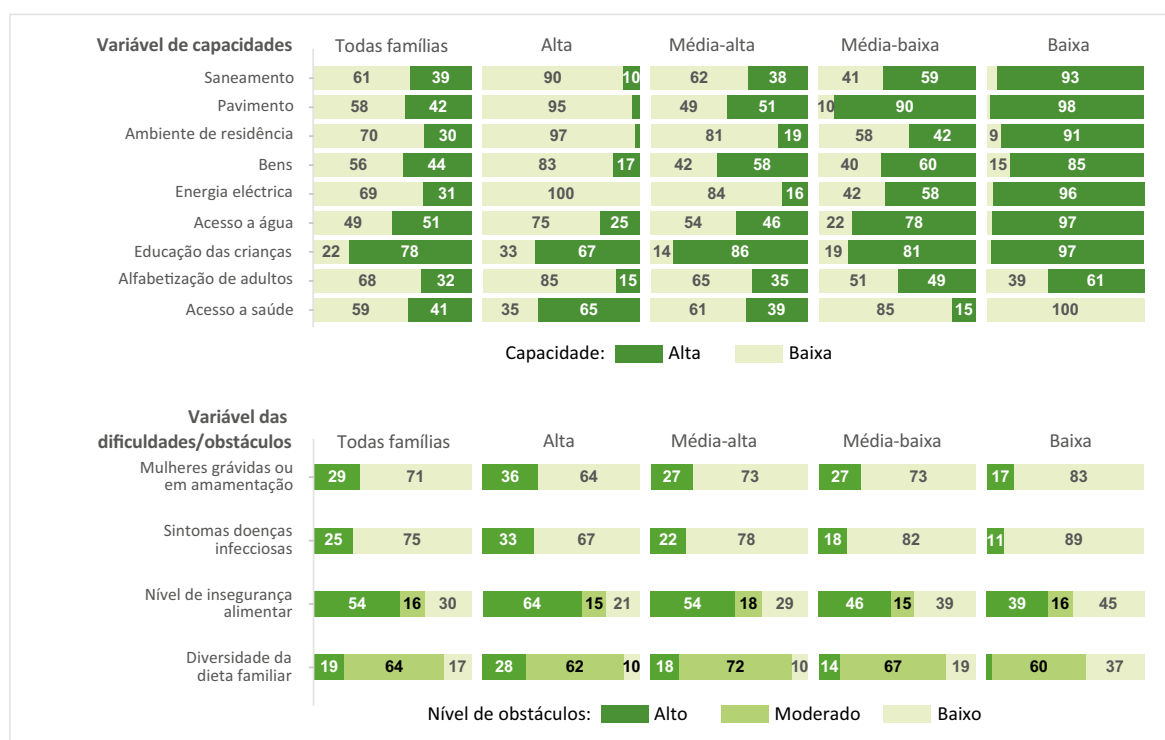 Variável de capacidades Todas famílias Alta Média-alta Média-baixa Baixa
Saneamento 61 39 90 10 62 38 41 59 93
Pavimento 58 42 95 49 51 10 90 98
Ambiente de residência 70 30 97 81 19 58 42 9 91
Bens 56 44 83 17 42 58 40 60 15 85
Energia eléctrica 69 31 100 84 16 42 58 96
Acesso a água 49 51 75 25 54 46 22 78 97
Educação das crianças 22 78 33 67 14 86 19 81 97
Alfabetização de adultos 68 32 85 15 65 35 51 49 39 61
Acesso a saúde 59 41 35 65 61 39 85 15 100
Capacidade: Alta Baixa
Variável das
dificuldades/obstáculos Todas famílias Alta Média-alta Média-baixa Baixa
Mulheres grávidas ou
em amamentação 29 71 36 64 27 73 27 73 17 83
Sintomas doenças
infecciosas 25 75 33 67 22 78 18 82 11 89
Nível de insegurança
alimentar 54 16 30 64 15 21 54 18 29 46 15 39 39 16 45
Diversidade da
dieta familiar 19 64 17 28 62 10 18 72 10 14 67 19 60 37
Nível de obstáculos: Alto Moderado Baixo